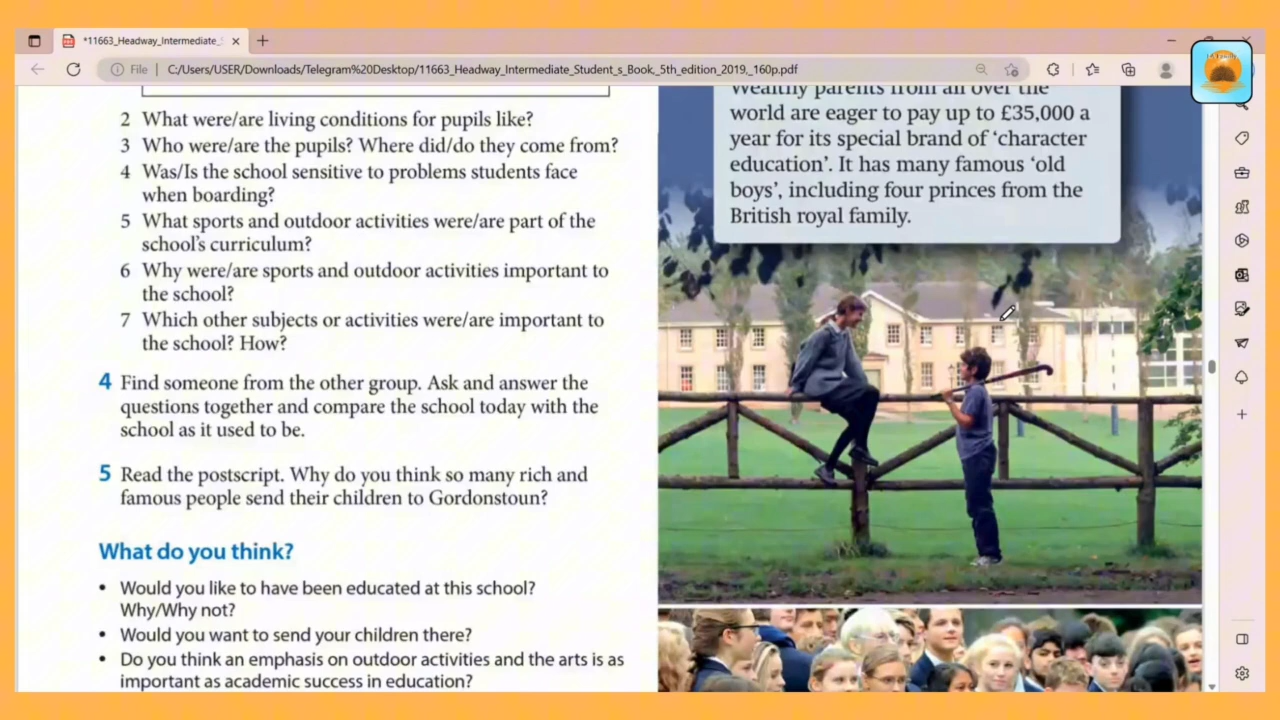 *11663_Headway_Intermediate_S
File
C:/Users/USER/Downloads/Telegram%20Desktop/11663_Headway_Intermediate_Student_s_Book,_5th_edition_2019,_160p.pdf
2 What were/are living conditions for pupils like?
3 Who were/are the pupils? Where did/do they come from?
4 Was/Is the school sensitive to problems students face
when boarding?
5 What sports and outdoor activities were/are part of the
school's curriculum?
6 Why were/are sports and outdoor activities important to
the school?
7 Which other subjects or activities were/are important to
the school? How?
4 Find someone from the other group. Ask and answer the
questions together and compare the school today with the
school as it used to be.
5 Read the postscript. Why do you think so many rich and
famous people send their children to Gordonstoun?
What do you think?
• Would you like to have been educated at this school?
Why/Why not?
• Would you want to send your children there?
• Do you think an emphasis on outdoor activities and the arts is as
important as academic success in education?
Wealthy parents from all over the
world are eager to pay up to £35,000 a
year for its special brand of 'character
education'. It has many famous 'old
boys', including four princes from the
British royal family.